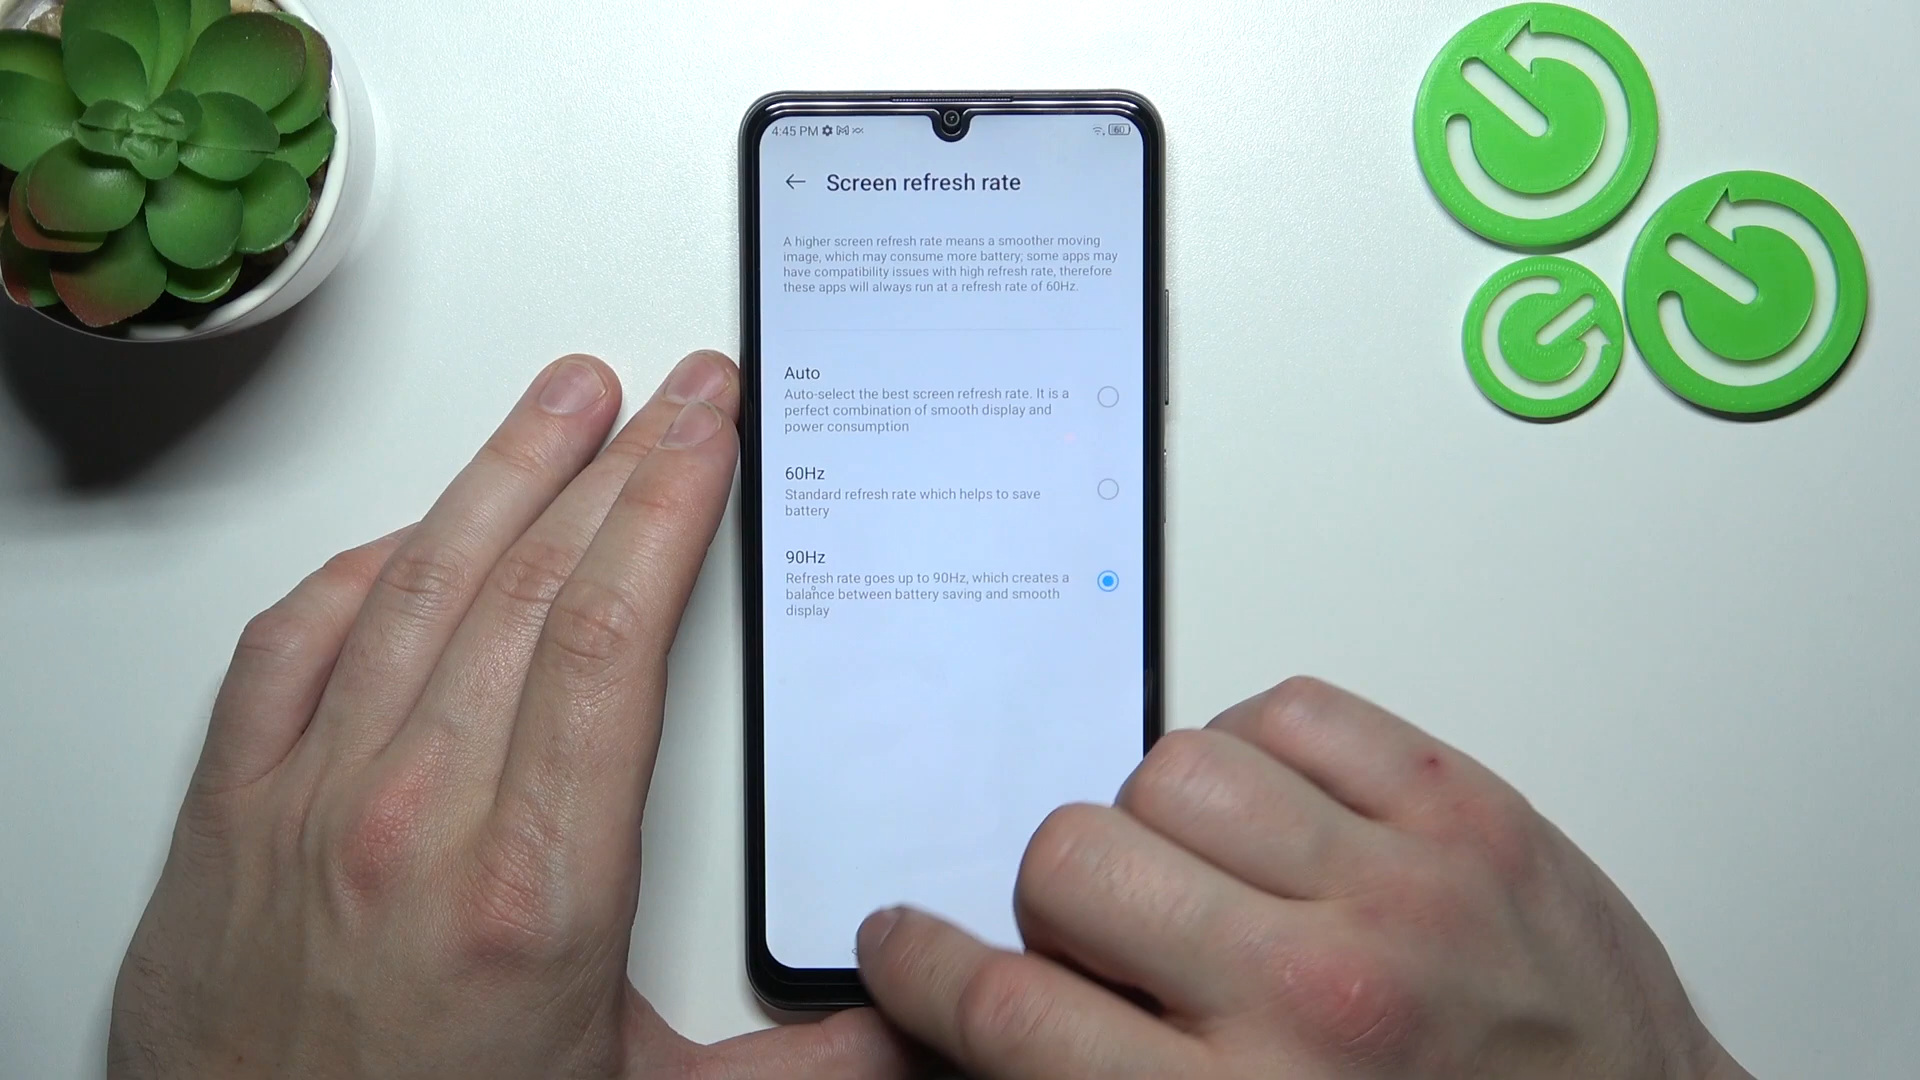 4:45 PM
60
Screen refresh rate
A higher screen refresh rate means a smoother moving
image, which may consume more battery; some apps may
have compatibility issues with high refresh rate, therefore
these apps will always run at a refresh rate of 60Hz.
Auto
Auto-select the best screen refresh rate. It is a
perfect combination of smooth display and
power consumption
60Hz
Standard refresh rate which helps to save
battery
90Hz
Refresh rate goes up to 90Hz, which creates a
balance between battery saving and smooth
display